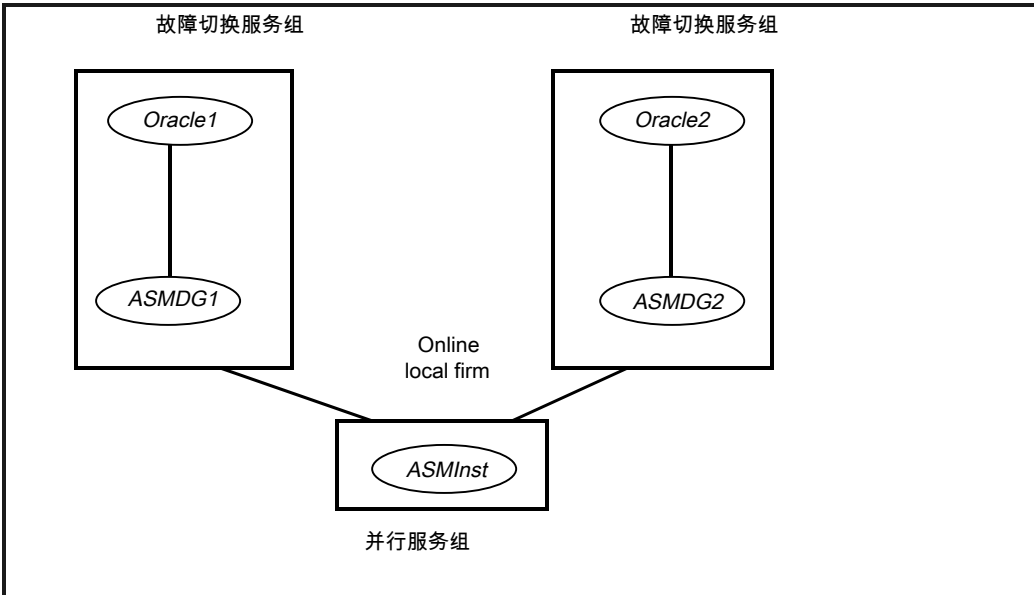 故障切换服务组
故障切换服务组
Oracle1
Oracle2
ASMDG1
ASMDG2
Online
local firm
ASMInst
并行服务组